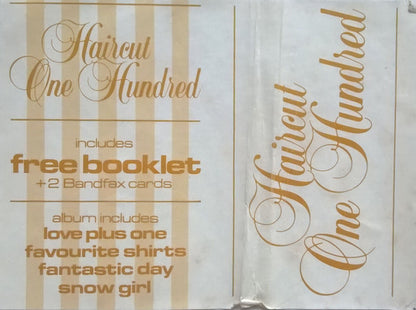 Haircut
One Hundred
includes
free booklet
+2 Bandfax cards
album includes
love plus one
favourite shirts
fantastic day
snow girl
Haircut
One Hundred